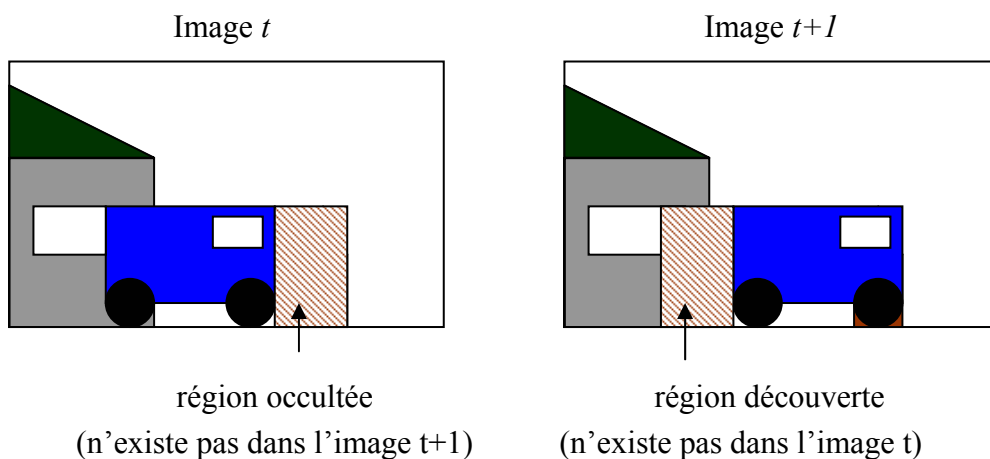 Image t
Image t+1
région occultée
(n’existe pas dans l’image t+1)
région découverte
(n’existe pas dans l’image t)